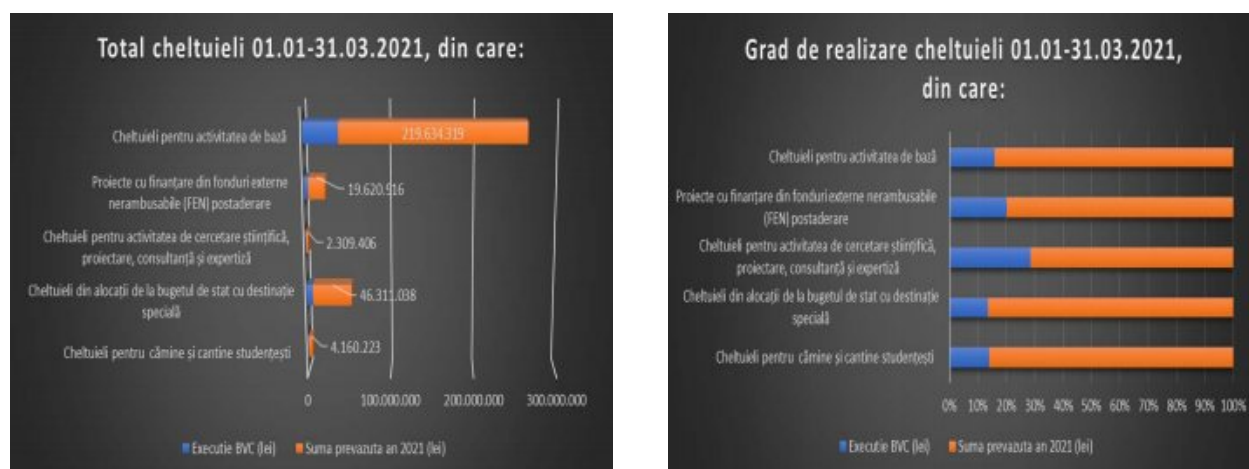 Total cheltuieli 01.01-31.03.2021, din care:
Cheltuieli pentru activitatea de bază
219.634.319
Proiecte cu finanțare din fonduri externe
nerambusabile (FEN) postaderare
19.620.916
Cheltuieli pentru activitatea de cercetare științifică,
proiectare, consultanță și expertiză
2.309.406
Cheltuieli din alocații de la bugetul de stat cu destinație
specială
46.311.038
Cheltuieli pentru cămine și cantine studențești
4.160.223
0 100.000.000 200.000.000 300.000.000
Executie BVC (lei) Suma prevazuta an 2021 (lei)
Grad de realizare cheltuieli 01.01-31.03.2021,
din care:
Cheltuieli pentru activitatea de bază
Proiecte cu finanțare din fonduri externe nerambusabile
(FEN) postaderare
Cheltuieli pentru activitatea de cercetare științifică,
proiectare, consultanță și expertiză
Cheltuieli din alocații de la bugetul de stat cu destinație
specială
Cheltuieli pentru cămine și cantine studențești
0% 10% 20% 30% 40% 50% 60% 70% 80% 90% 100%
Executie BVC (lei) Suma prevazuta an 2021 (lei)